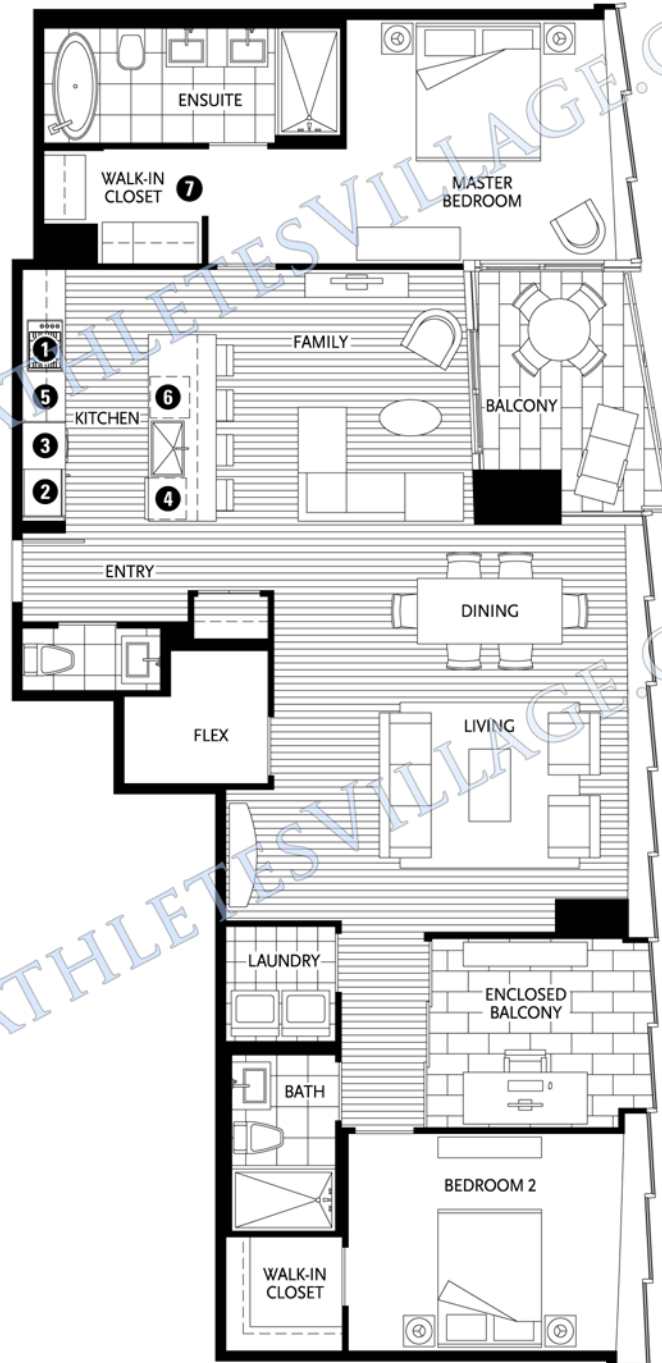 ENSUITE
WALK-IN
CLOSET
7
MASTER
BEDROOM
ATHLETESVILLAGE.C
1
FAMILY
5
6
BALCONY
KITCHEN
3
2
4
ENTRY
DINING
FLEX
LIVING
ATHLETESVILLAGE.C
LAUNDRY
ENCLOSED
BALCONY
BATH
BEDROOM 2
WALK-IN
CLOSET